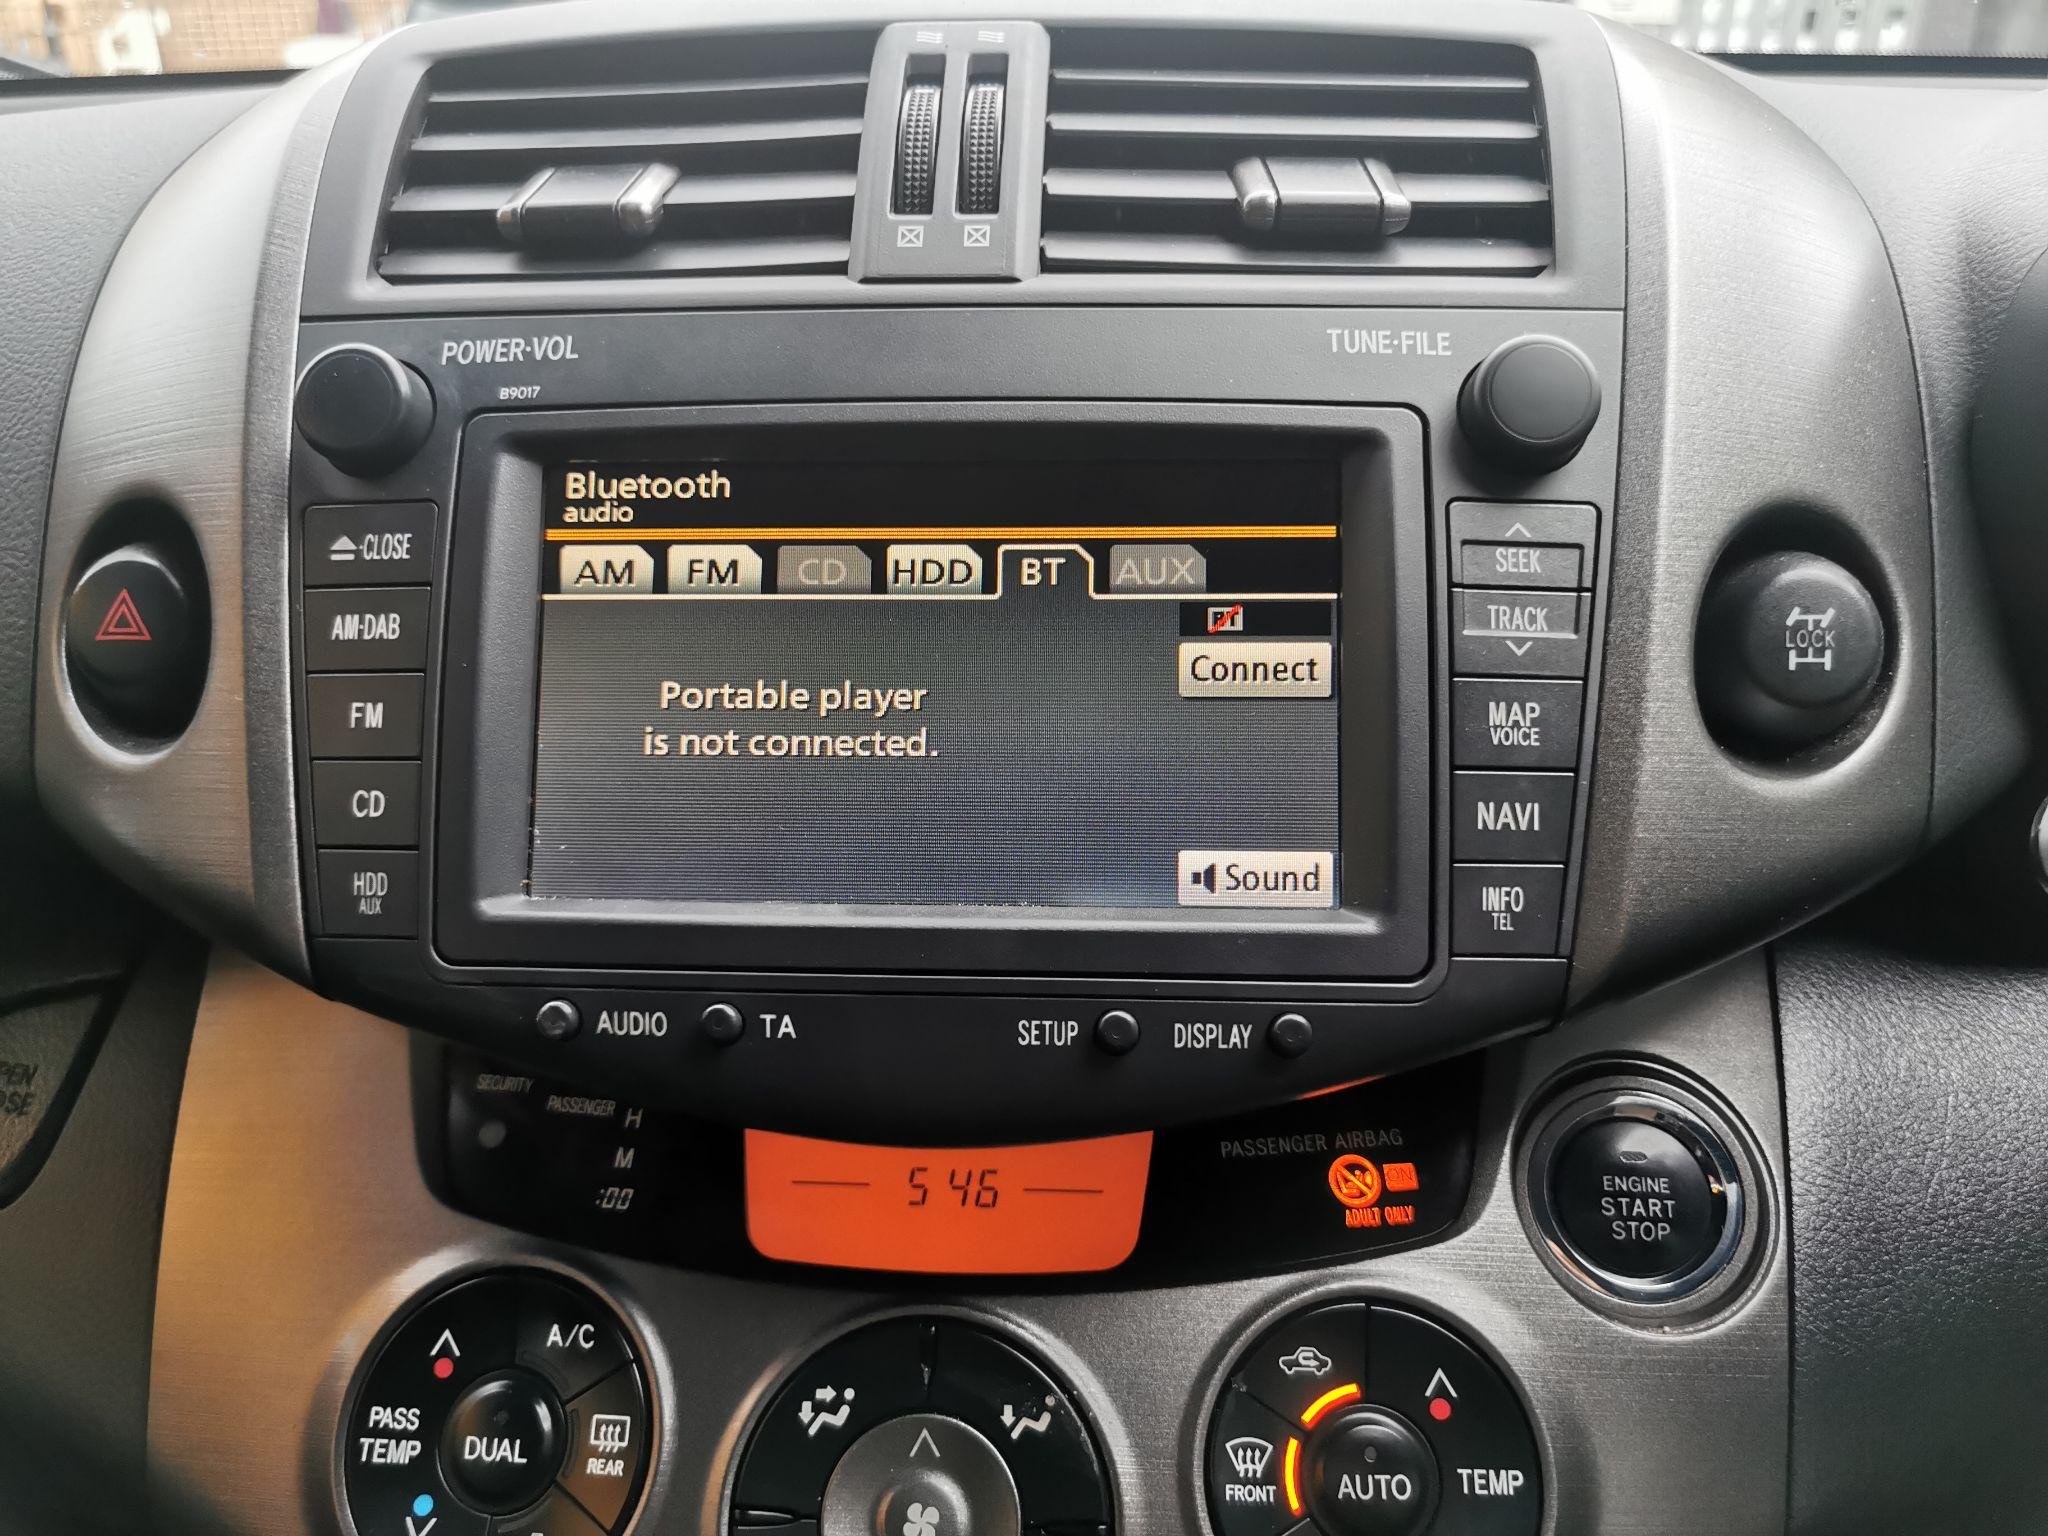 POWER·VOL
TUNE·FILE
B9017
Bluetooth
audio
AM FM CD HDD BT AUX
Connect
Portable player
is not connected.
Sound
CLOSE
AM·DAB
FM
CD
HDD
AUX
SEEK
TRACK
MAP
VOICE
NAVI
INFO
TEL
LOCK
AUDIO
TA
SETUP
DISPLAY
SECURITY
PASSENGER
H
M
:00
5 46
PASSENGER AIRBAG
ON
ADULT ONLY
ENGINE
START
STOP
A/C
PASS
TEMP
DUAL
REAR
FRONT
AUTO
TEMP